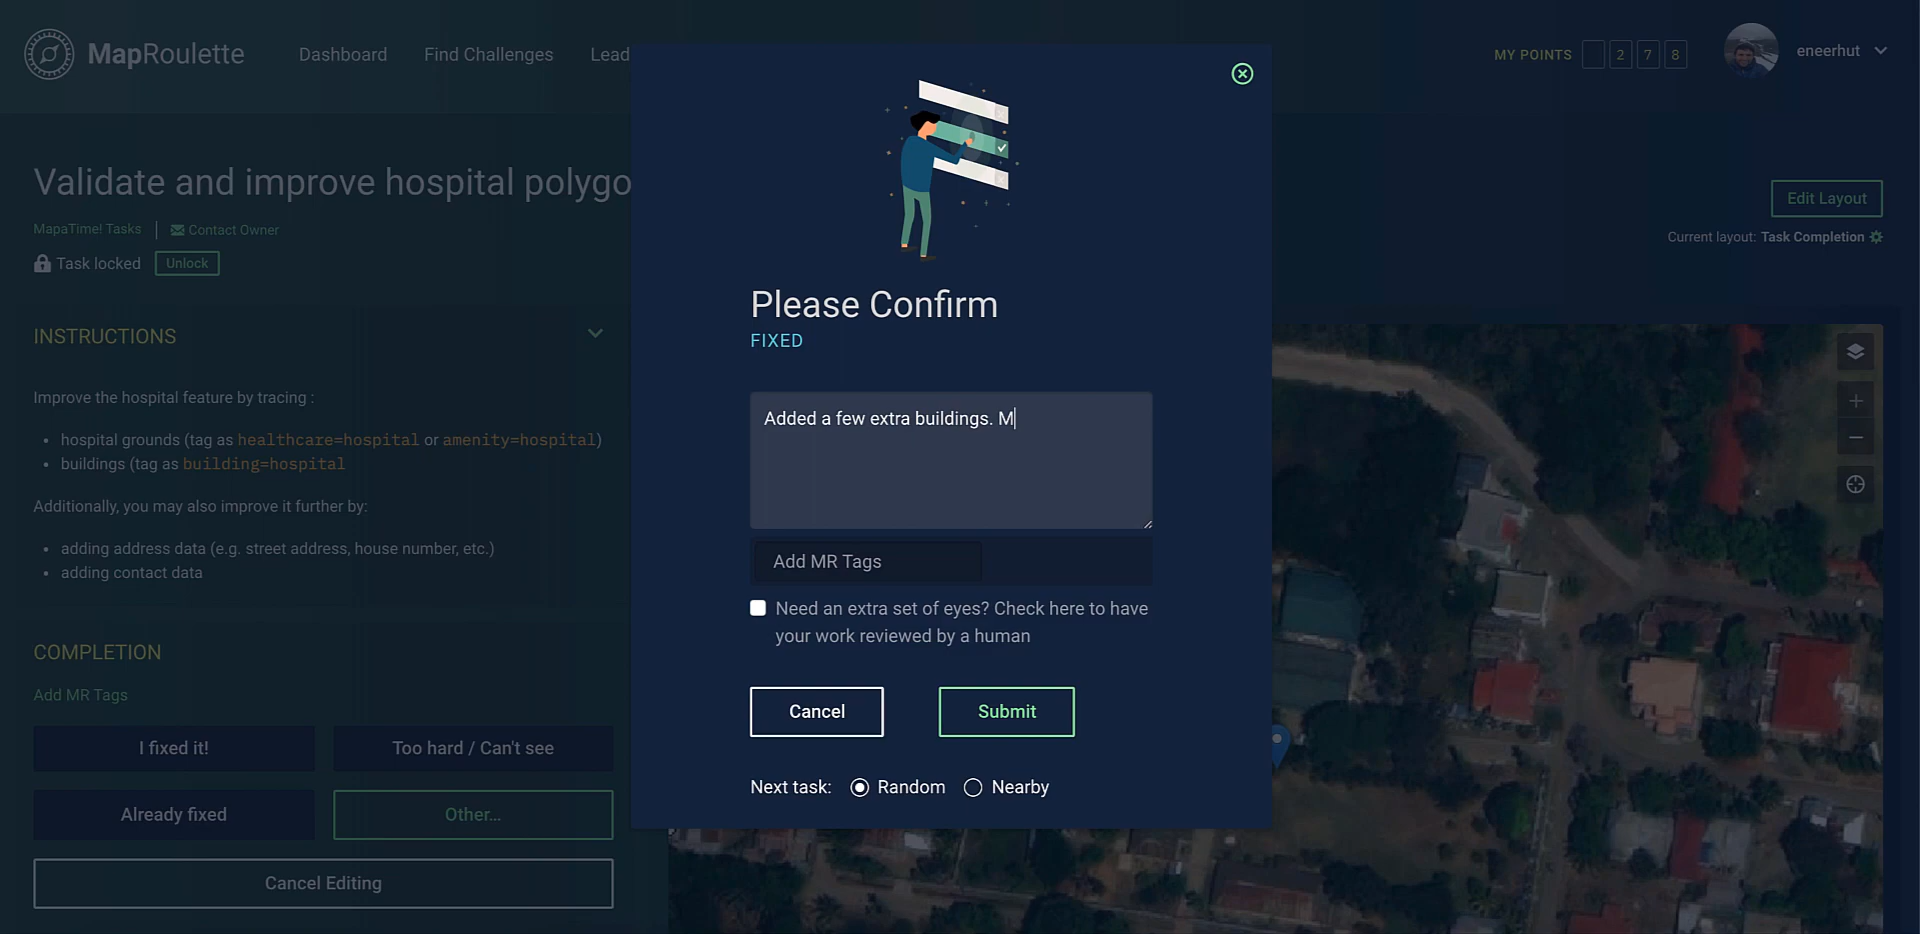 MapRoulette
Dashboard
Find Challenges
Lead
MY POINTS 2 7 8
eneerhut
Validate and improve hospital polygo
MapaTime! Tasks
Contact Owner
Task locked
Unlock
Edit Layout
Current layout: Task Completion
INSTRUCTIONS
Improve the hospital feature by tracing :
hospital grounds (tag as healthcare=hospital or amenity=hospital)
buildings (tag as building=hospital
Additionally, you may also improve it further by:
adding address data (e.g. street address, house number, etc.)
adding contact data
COMPLETION
Add MR Tags
I fixed it!
Too hard / Can't see
Already fixed
Other...
Cancel Editing
Please Confirm
FIXED
Added a few extra buildings. M
Add MR Tags
Need an extra set of eyes? Check here to have
your work reviewed by a human
Cancel
Submit
Next task: Random Nearby